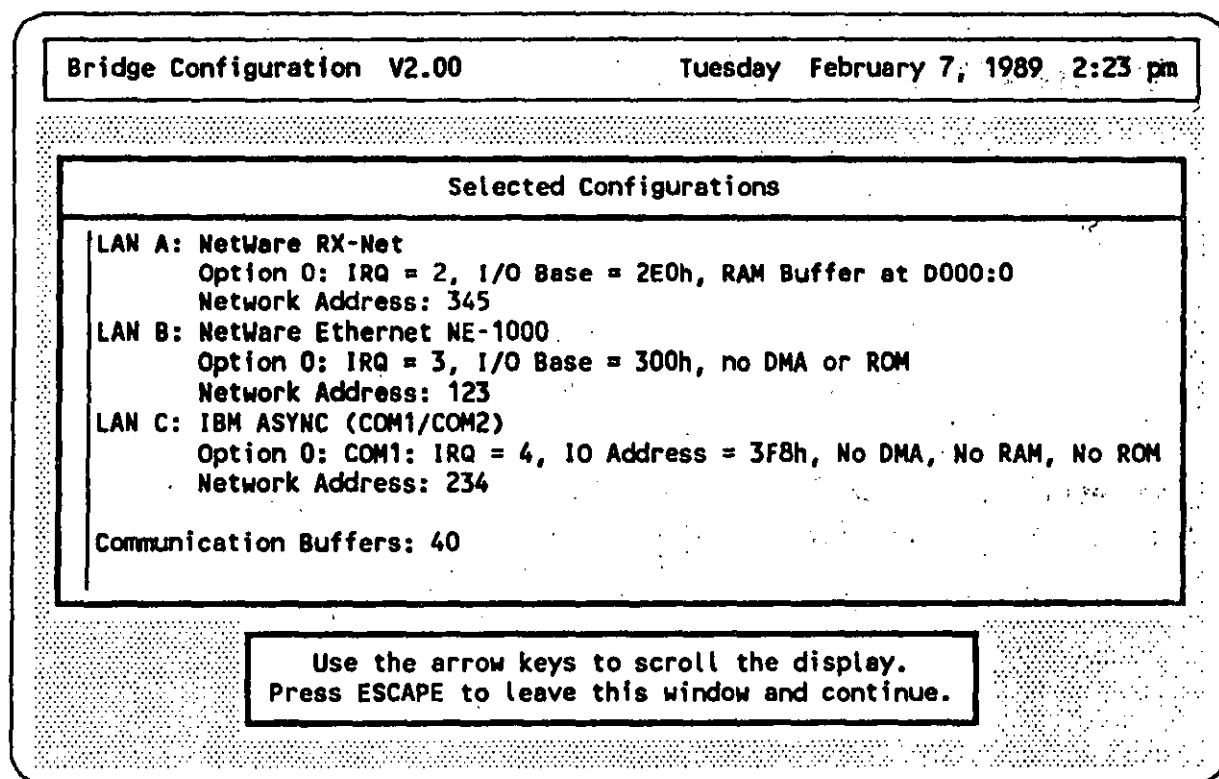 Bridge Configuration V2.00 Tuesday February 7, 1989 2:23 pm
Selected Configurations
LAN A: NetWare RX-Net
Option 0: IRQ = 2, I/O Base = 2E0h, RAM Buffer at D000:0
Network Address: 345
LAN B: NetWare Ethernet NE-1000
Option 0: IRQ = 3, I/O Base = 300h, no DMA or ROM
Network Address: 123
LAN C: IBM ASYNC (COM1/COM2)
Option 0: COM1: IRQ = 4, IO Address = 3F8h, No DMA, No RAM, No ROM
Network Address: 234
Communication Buffers: 40
Use the arrow keys to scroll the display.
Press ESCAPE to leave this window and continue.